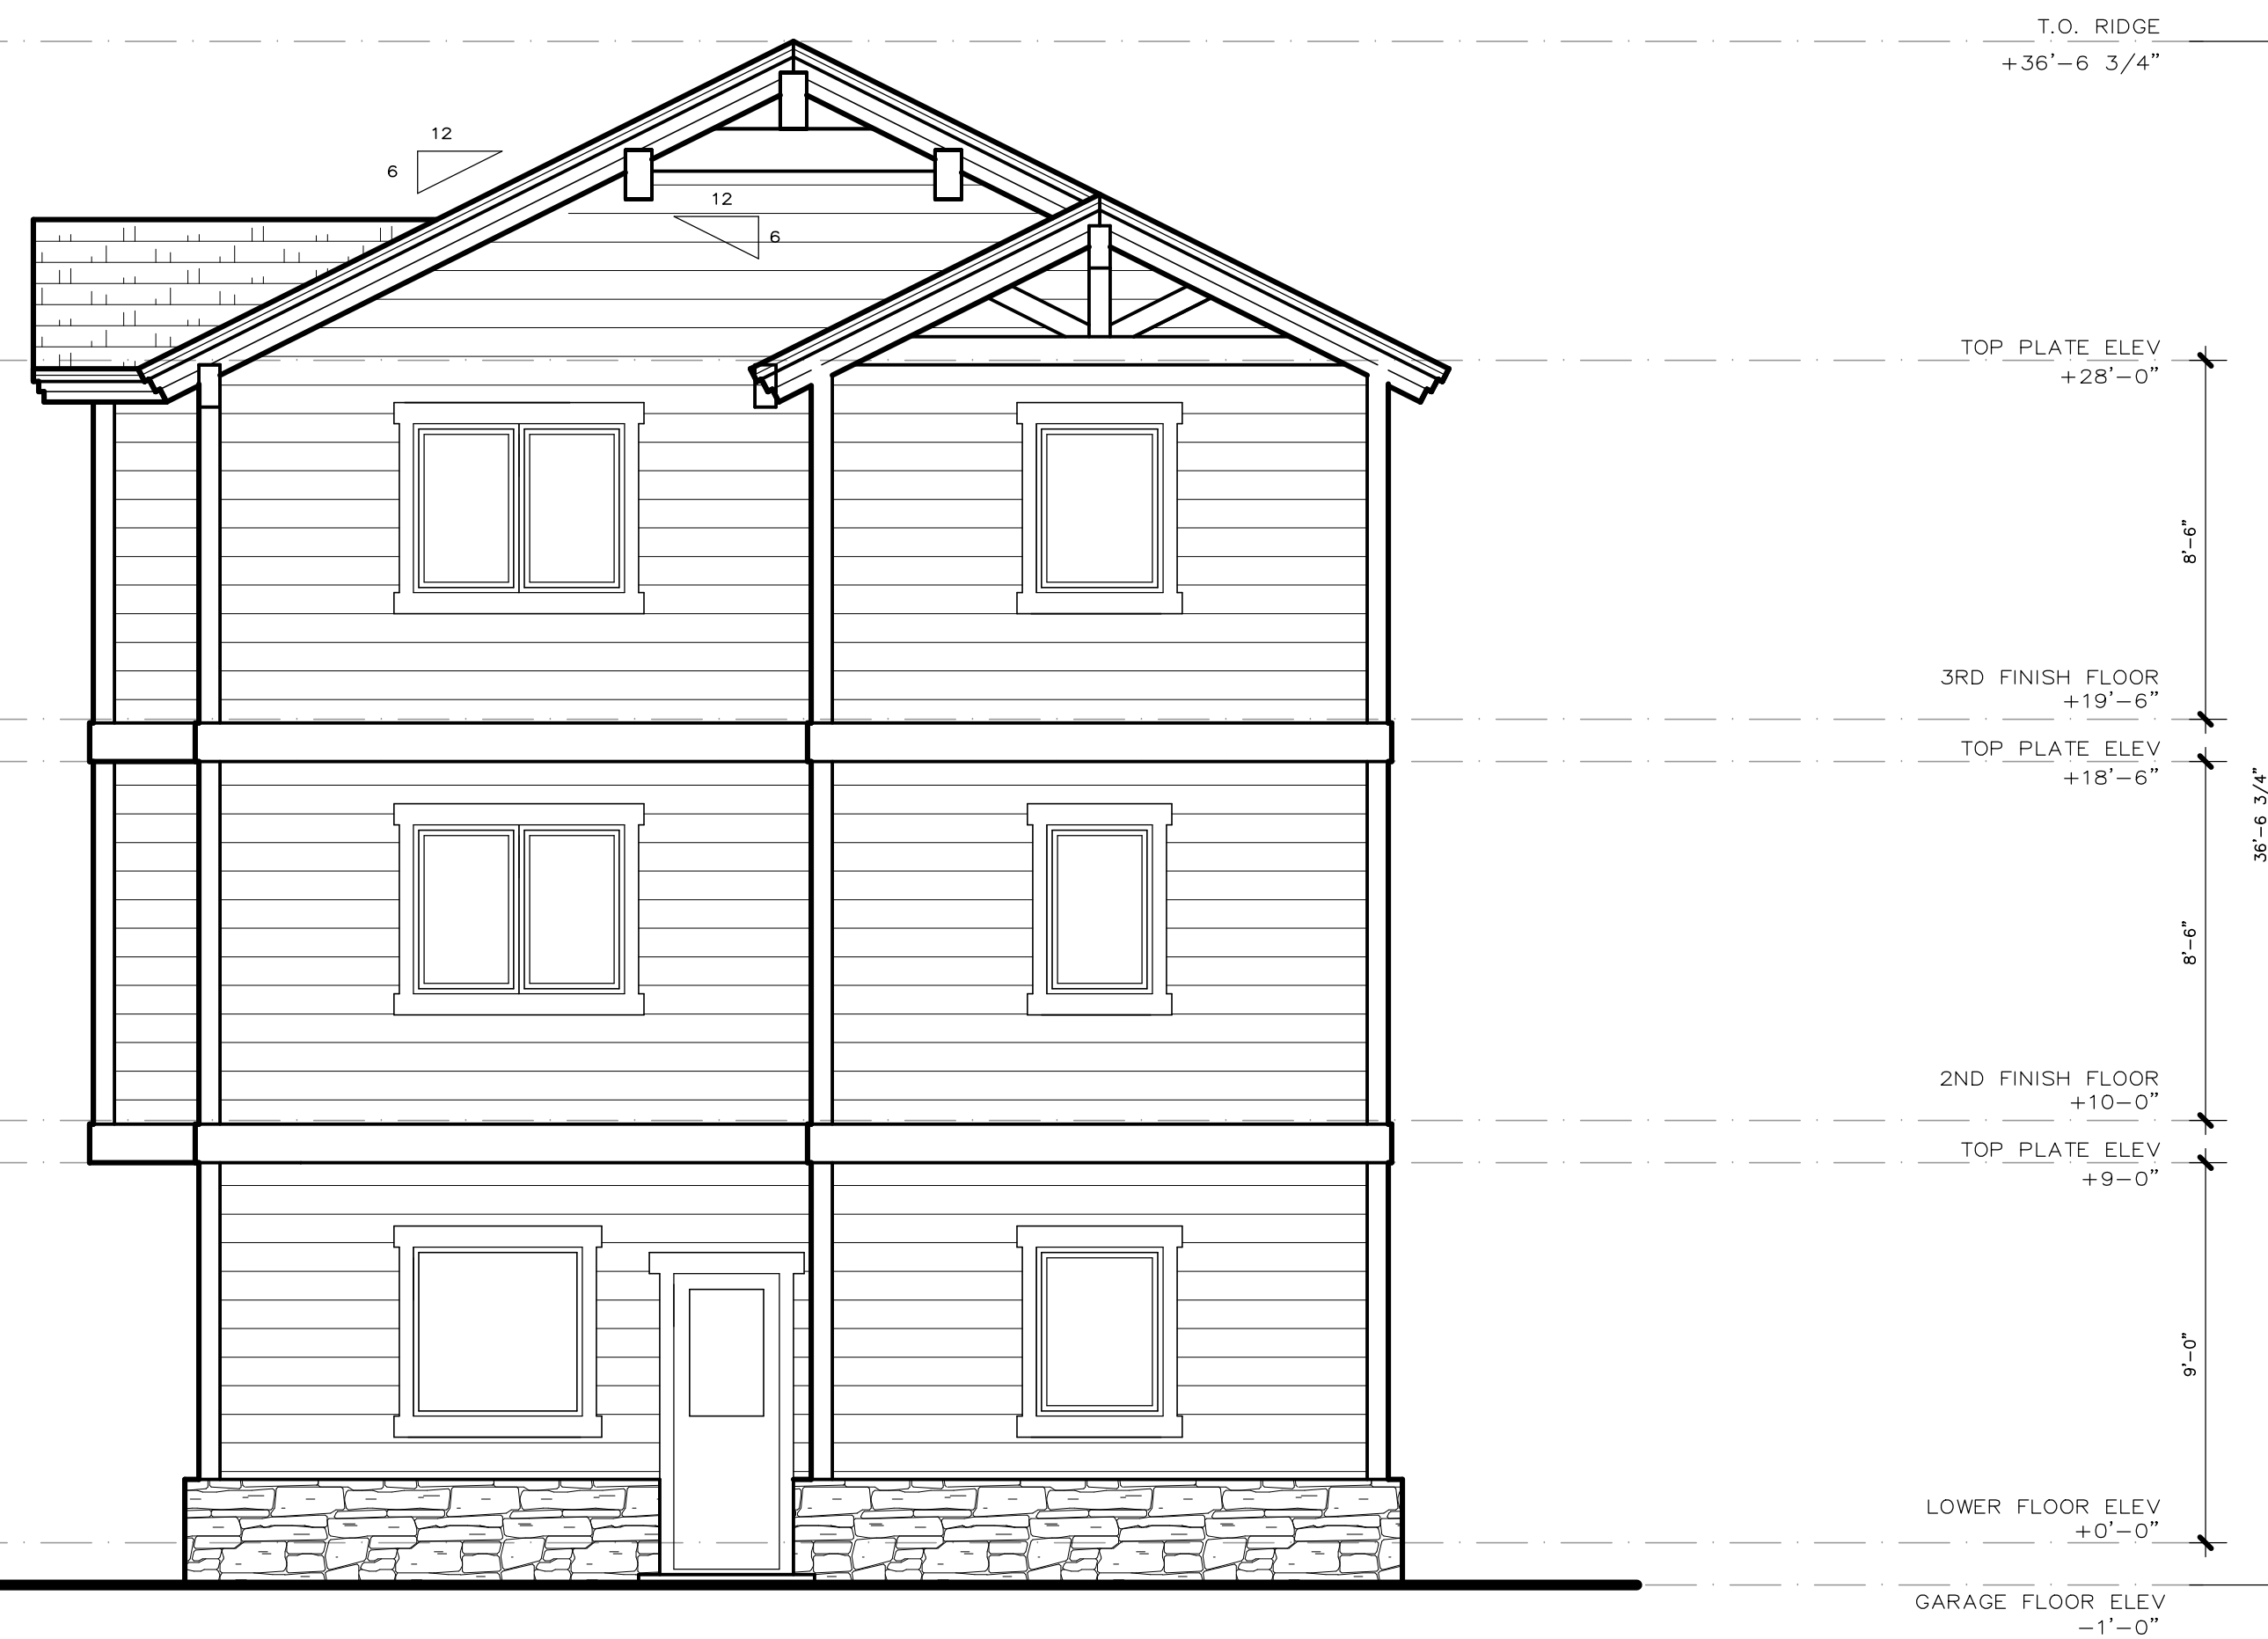 T.O. RIDGE
+36'-6 3/4"
12
6
12
6
TOP PLATE ELEV
+28'-0"
8'-6"
3RD FINISH FLOOR
+19'-6"
TOP PLATE ELEV
+18'-6"
36'-6 3/4"
8'-6"
2ND FINISH FLOOR
+10-0"
TOP PLATE ELEV
+9-0"
9'-0"
LOWER FLOOR ELEV
+0'-0"
GARAGE FLOOR ELEV
-1'-0"